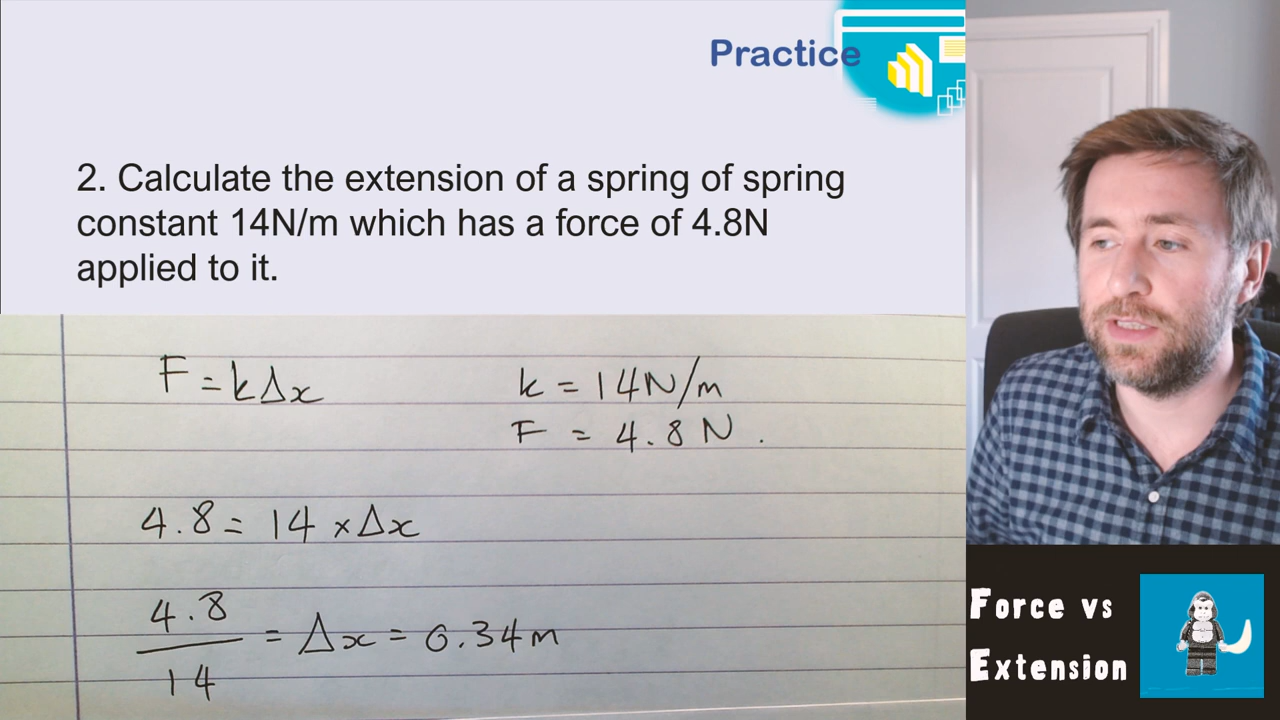 Practice
2. Calculate the extension of a spring of spring
constant 14N/m which has a force of 4.8N
applied to it.
F = kΔx
k = 14N/m
F = 4.8 N .
4.8 = 14 × Δx
4.8
14
= Δx = 0.34m
Force vs
Extension